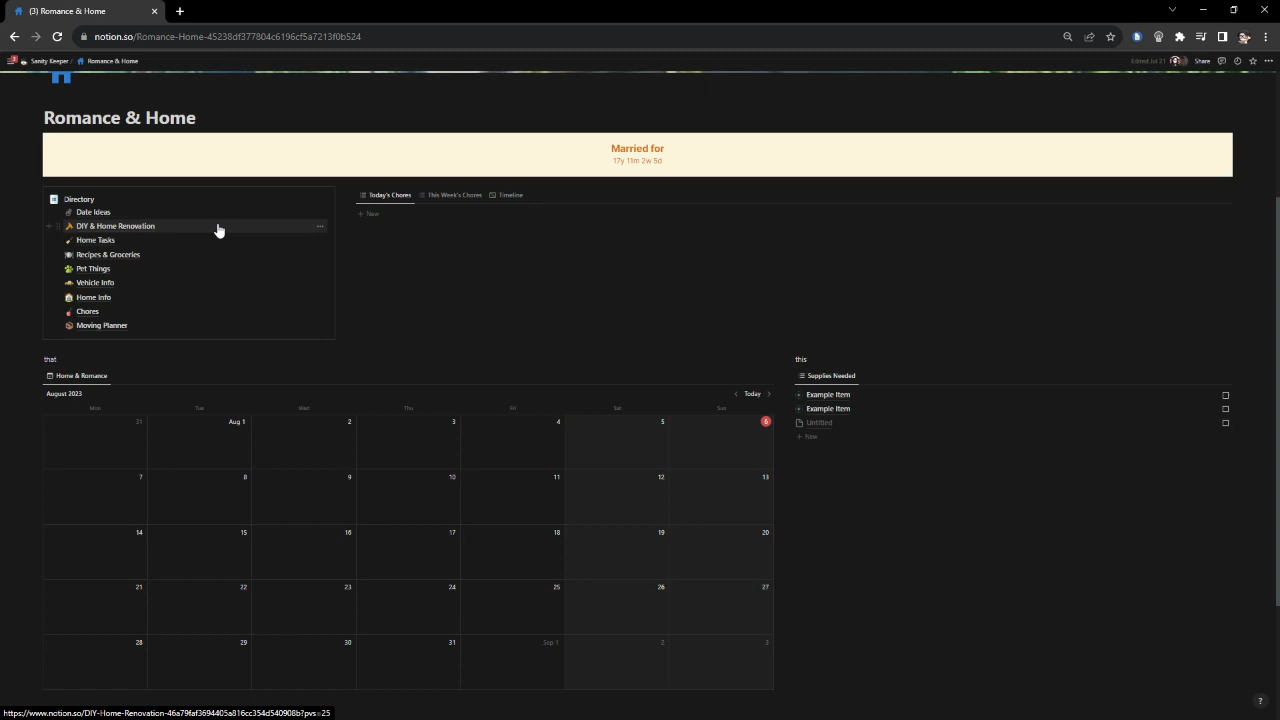 (3) Romance & Home
notion.so/Romance-Home-45238df377804c6196cf5a7213f0b524
Sanity Keeper / Romance & Home
Edited Jul 21 Share
Romance & Home
Married for
17y 11m 2w 5d
Directory
Date Ideas
DIY & Home Renovation
Home Tasks
Recipes & Groceries
Pet Things
Vehicle Info
Home Info
Chores
Moving Planner
Today's Chores This Week's Chores Timeline
+ New
that
Home & Romance
August 2023
Today
Mon Tue Wed Thu Fri Sat Sun
31 Aug 1 2 3 4 5 6
7 8 9 10 11 12 13
14 15 16 17 18 19 20
21 22 23 24 25 26 27
28 29 30 31 Sep 1 2 3
this
Supplies Needed
Example Item
Example Item
Untitled
+ New
?
https://www.notion.so/DIY-Home-Renovation-46a79faf3694405a816cc354d540908b?pvs=25